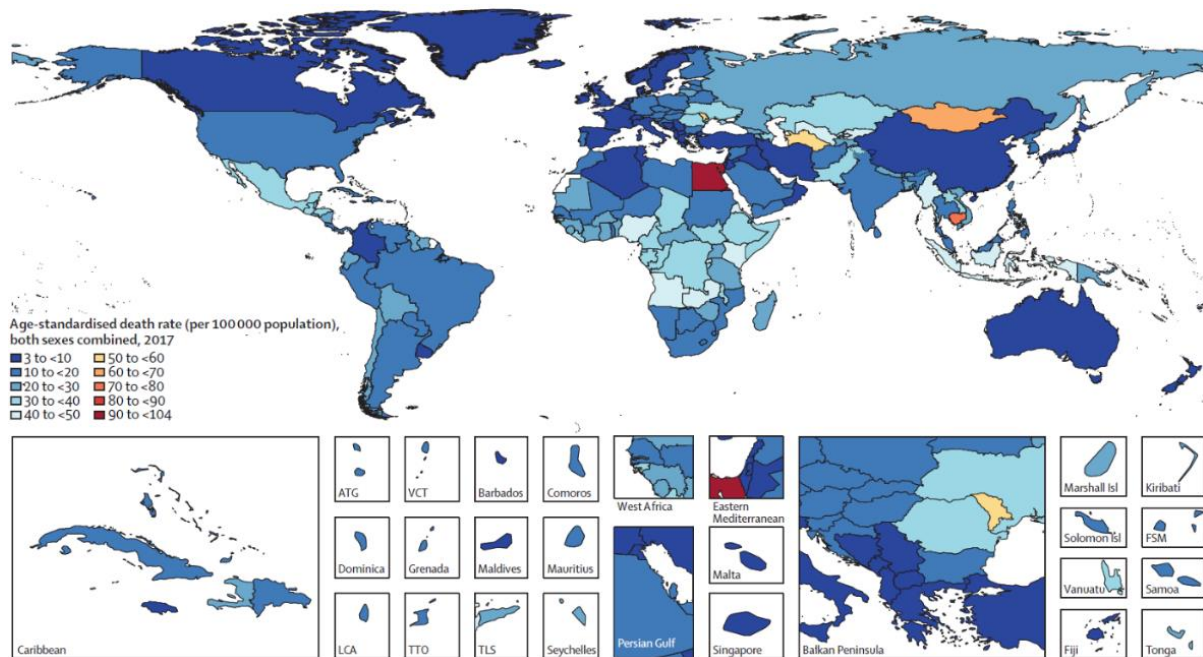 Age-standardised death rate (per 100 000 population),
both sexes combined, 2017
3 to <10
10 to <20
20 to <30
30 to <40
40 to <50
50 to <60
60 to <70
70 to <80
80 to <90
90 to <104
Caribbean
ATG
VCT
Barbados
Comoros
Dominica
Grenada
Maldives
Mauritius
LCA
TTO
TLS
Seychelles
West Africa
Eastern
Mediterranean
Persian Gulf
Malta
Singapore
Balkan Peninsula
Marshall Isl
Kiribati
Solomon Isl
FSM
Vanuatu
Samoa
Fiji
Tonga